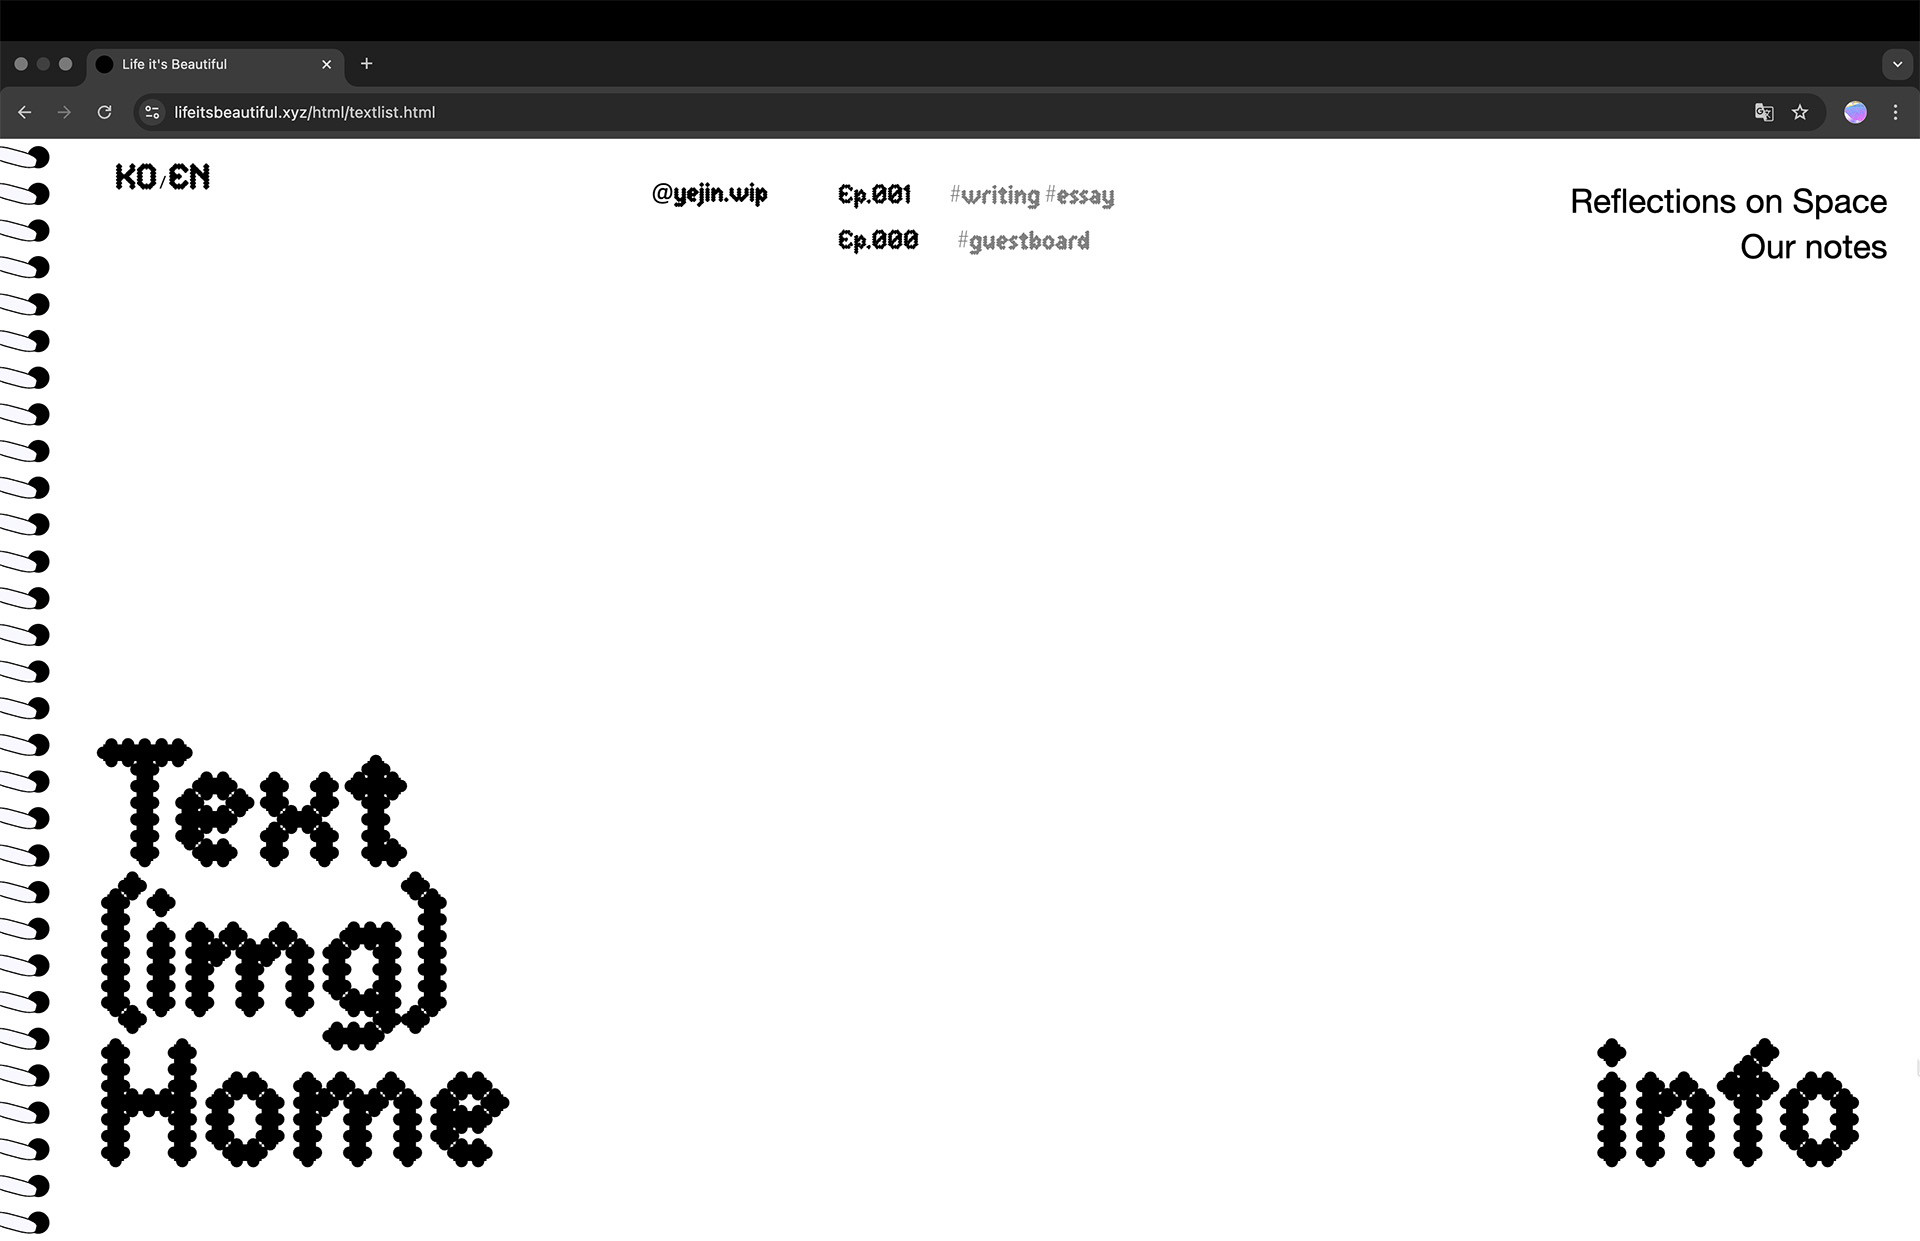 Life it's Beautiful
lifeitsbeautiful.xyz/html/textlist.html
KO/EN
@yejin.wip Ep.001 #writing #essay Reflections on Space
Ep.000 #guestboard Our notes
Text
(img)
Home
info